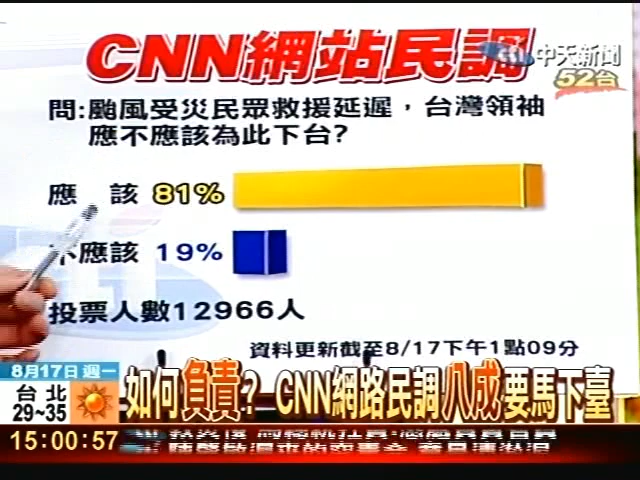 CNN網站民調
中天新聞
52台
問:颱風受災民眾救援延遲，台灣領袖
應不應該為此下台?
應 該 81%
不應該 19%
投票人數12966人
資料更新截至8/17下午1點09分
8月17日 週一
台北
29~35
如何負責? CNN網路民調 八成要馬下臺
15:00:57